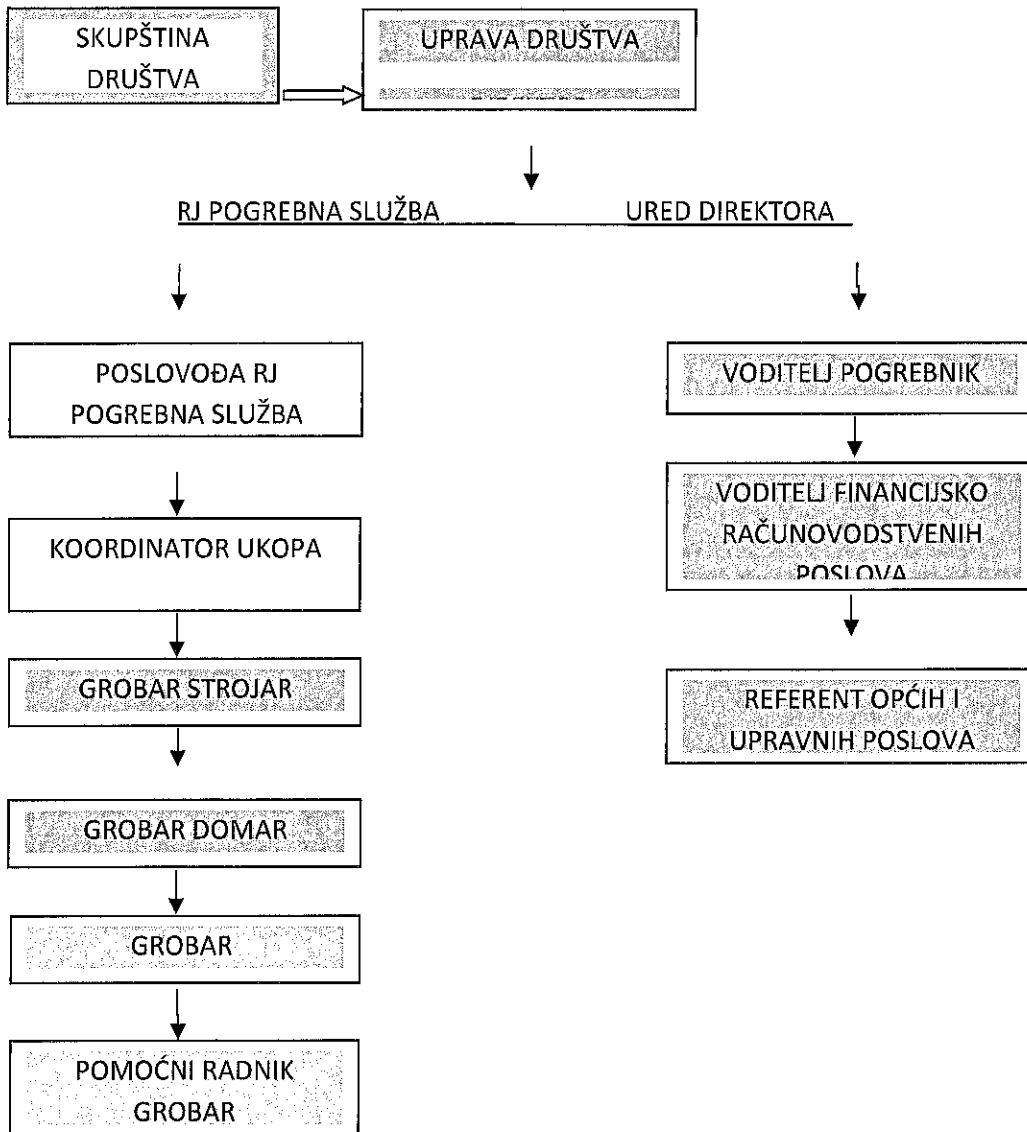 SKUPŠTINA
DRUŠTVA
UPRAVA DRUŠTVA
RJ POGREBNA SLUŽBA
URED DIREKTORA
POSLOVOĐA RJ
POGREBNA SLUŽBA
KOORDINATOR UKOPA
GROBAR STROJAR
GROBAR DOMAR
GROBAR
POMOĆNI RADNIK
GROBAR
VODITELJ POGREBNIK
VODITELJ FINANCIJSKO
RAČUNOVODSTVENIH
POSLOVA
REFERENT OPĆIH I
UPRAVNIH POSLOVA